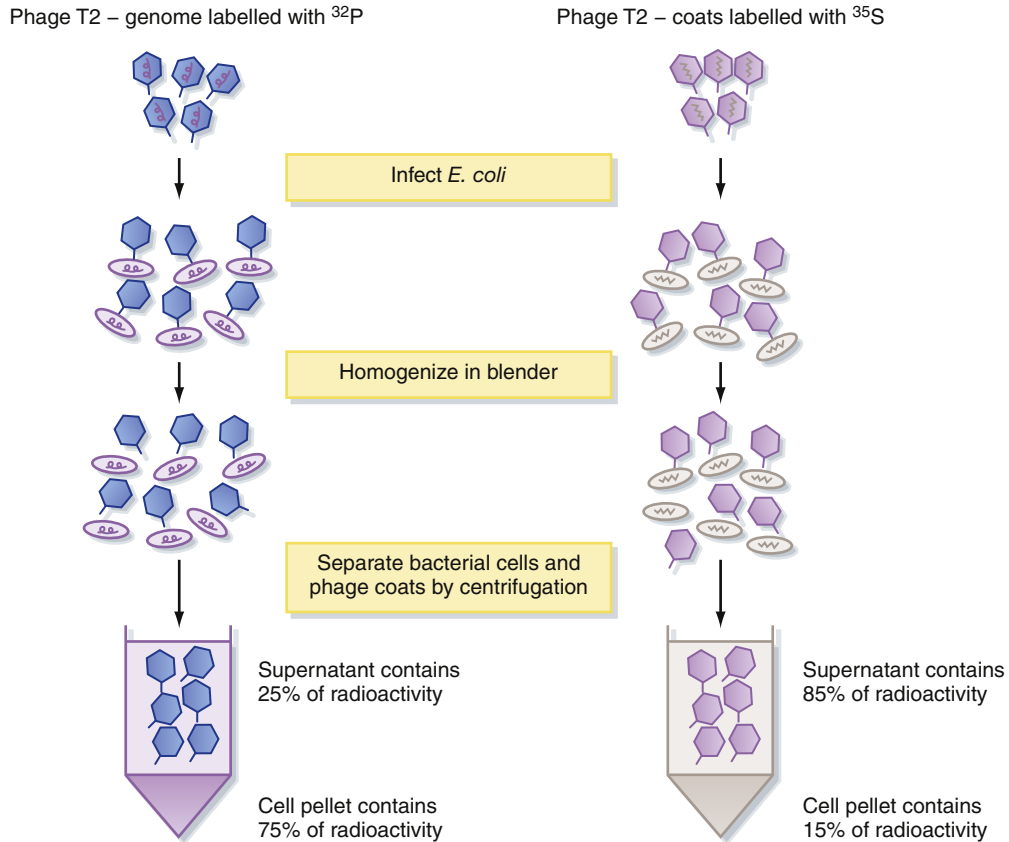 Phage T2 – genome labelled with ³²P
Phage T2 – coats labelled with ³⁵S
Infect E. coli
Homogenize in blender
Separate bacterial cells and
phage coats by centrifugation
Supernatant contains
25% of radioactivity
Supernatant contains
85% of radioactivity
Cell pellet contains
75% of radioactivity
Cell pellet contains
15% of radioactivity